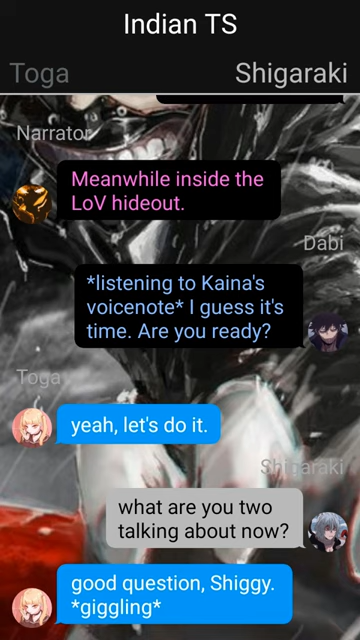 Indian TS
Toga
Shigaraki
Narrator
Meanwhile inside the
LoV hideout.
Dabi
*listening to Kaina's
voicenote* I guess it's
time. Are you ready?
Toga
yeah, let's do it.
Shigaraki
what are you two
talking about now?
good question, Shiggy.
*giggling*